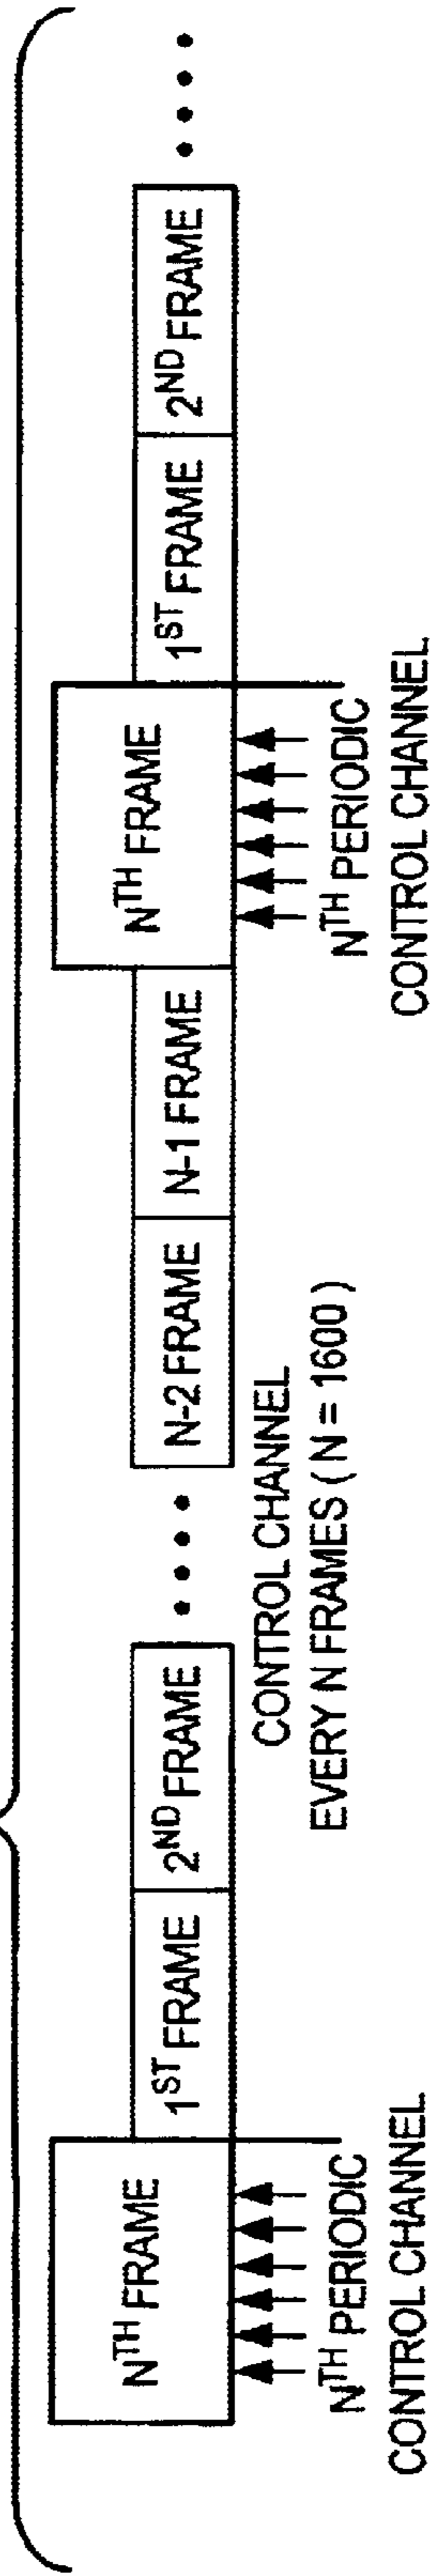 NTH FRAME
1ST FRAME
2ND FRAME
• • • •
N-2 FRAME
N-1 FRAME
NTH FRAME
1ST FRAME
2ND FRAME
• • • •
NTH PERIODIC
CONTROL CHANNEL
CONTROL CHANNEL
EVERY N FRAMES ( N = 1600 )
NTH PERIODIC
CONTROL CHANNEL